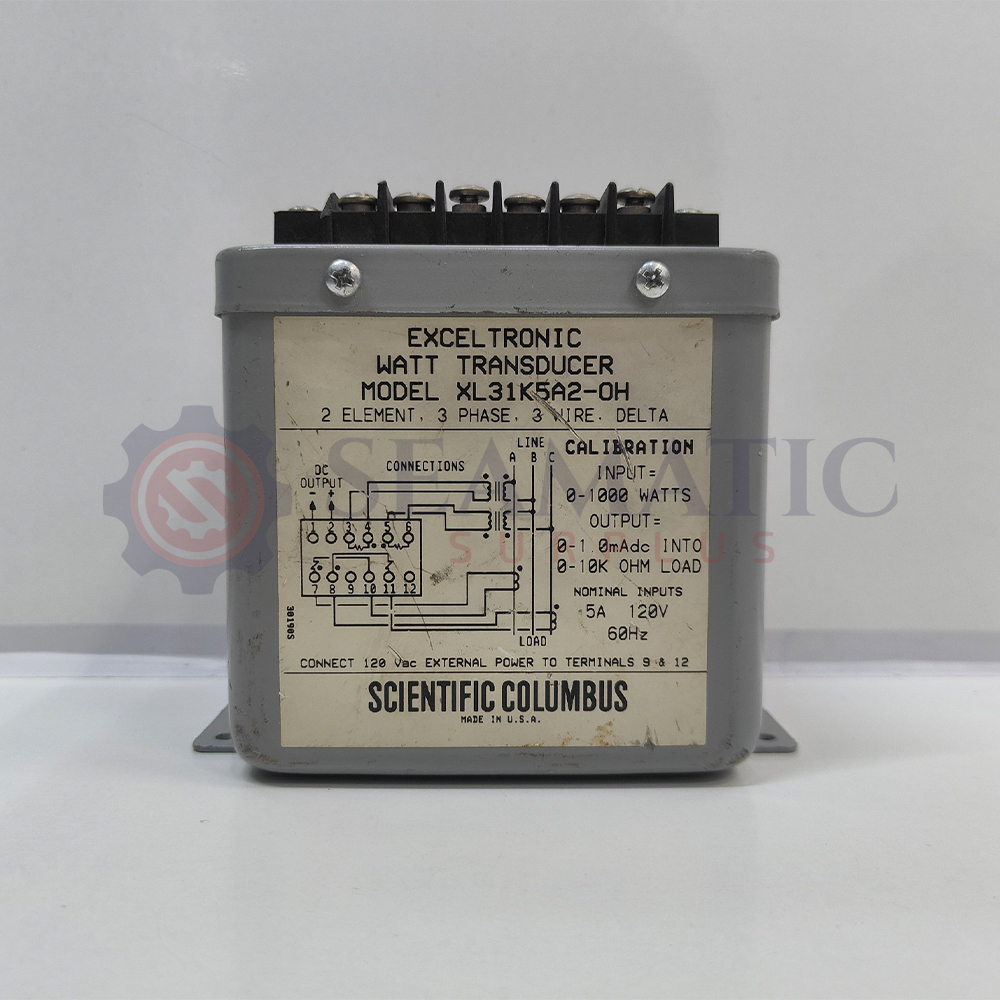 EXCELTRONIC
WATT TRANSDUCER
MODEL XL31K5A2-OH
2 ELEMENT, 3 PHASE, 3 WIRE, DELTA
LINE
A B C
CONNECTIONS
DC
OUTPUT
- +
1 2 3 4 5 6
7 8 9 10 11 12
LOAD
30190S
CALIBRATION
INPUT=
0-1000 WATTS
OUTPUT=
0-1.0mAdc INTO
0-10K OHM LOAD
NOMINAL INPUTS
5A 120V
60Hz
CONNECT 120 Vac EXTERNAL POWER TO TERMINALS 9 & 12
SCIENTIFIC COLUMBUS
MADE IN U.S.A.
SEAMATIC
SURPLUS